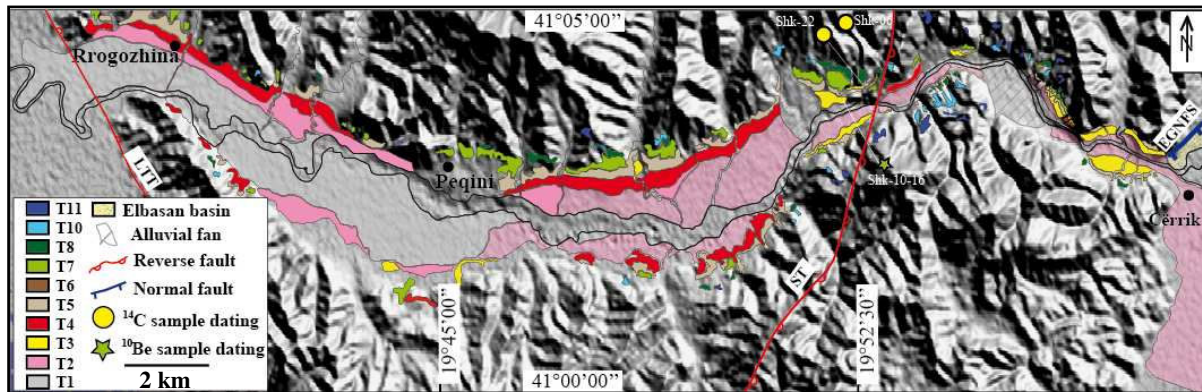 41°05'00''
Shk-22
Shk-06
N
Rrogozhina
LTT
Peqini
EGNFS
Shk-10-16
Cërrik
ST
19°45'00''
19°52'30''
41°00'00''
T11
T10
T8
T7
T6
T5
T4
T3
T2
T1
Elbasan basin
Alluvial fan
Reverse fault
Normal fault
14C sample dating
10Be sample dating
2 km